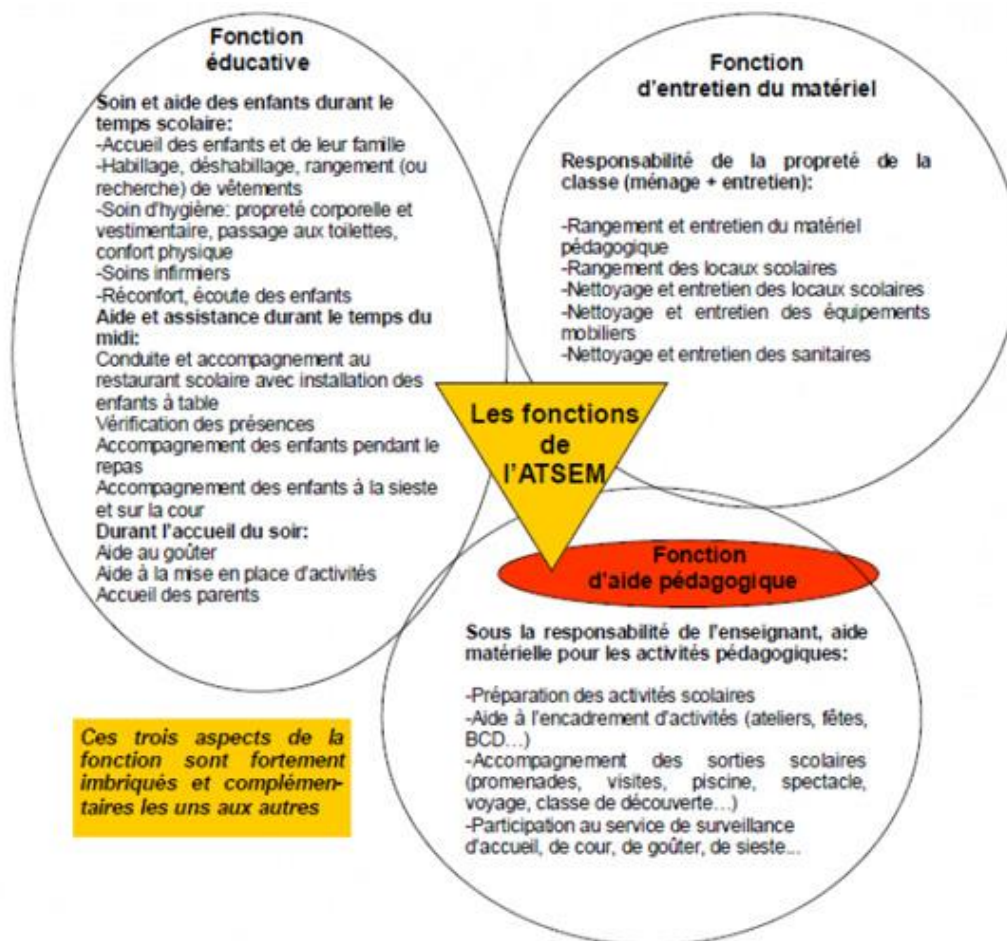 Fonction
éducative
Soin et aide des enfants durant le
temps scolaire:
-Accueil des enfants et de leur famille
-Habillage, déshabillage, rangement (ou
recherche) de vêtements
-Soin d'hygiène: propreté corporelle et
vestimentaire, passage aux toilettes,
confort physique
-Soins infirmiers
-Réconfort, écoute des enfants
Aide et assistance durant le temps du
midi:
Conduite et accompagnement au
restaurant scolaire avec installation des
enfants à table
Vérification des présences
Accompagnement des enfants pendant le
repas
Accompagnement des enfants à la sieste
et sur la cour
Durant l'accueil du soir:
Aide au goûter
Aide à la mise en place d'activités
Accueil des parents
Fonction
d'entretien du matériel
Responsabilité de la propreté de la
classe (ménage + entretien):
-Rangement et entretien du matériel
pédagogique
-Rangement des locaux scolaires
-Nettoyage et entretien des locaux scolaires
-Nettoyage et entretien des équipements
mobiliers
-Nettoyage et entretien des sanitaires
Les fonctions
de
l'ATSEM
Fonction
d'aide pédagogique
Sous la responsabilité de l'enseignant, aide
matérielle pour les activités pédagogiques:
-Préparation des activités scolaires
-Aide à l'encadrement d'activités (ateliers, fêtes,
BCD…)
-Accompagnement des sorties scolaires
(promenades, visites, piscine, spectacle,
voyage, classe de découverte…)
-Participation au service de surveillance
d'accueil, de cour, de goûter, de sieste...
Ces trois aspects de la
fonction sont fortement
imbriqués et complémen-
taires les uns aux autres